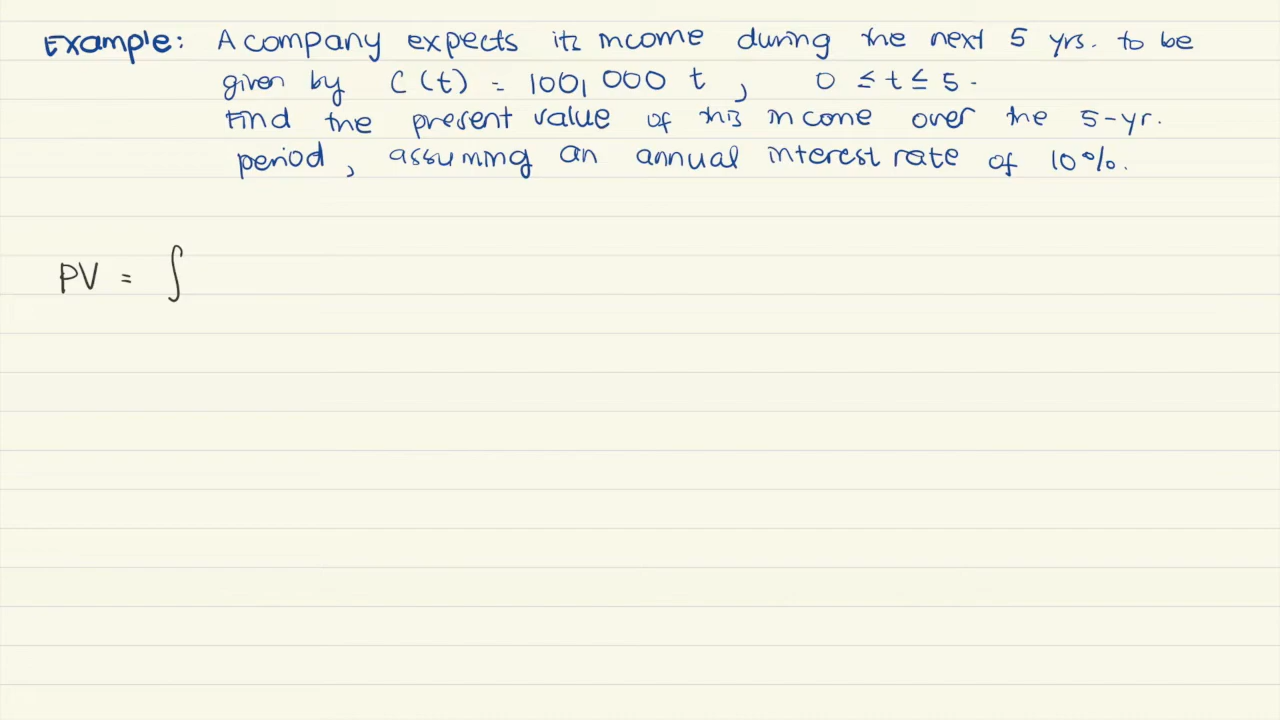 Example: A company expects its income during the next 5 yrs. to be
given by C(t) = 100,000 t, 0 ≤ t ≤ 5.
Find the present value of this income over the 5-yr.
period, assuming an annual interest rate of 10%.
PV = ∫